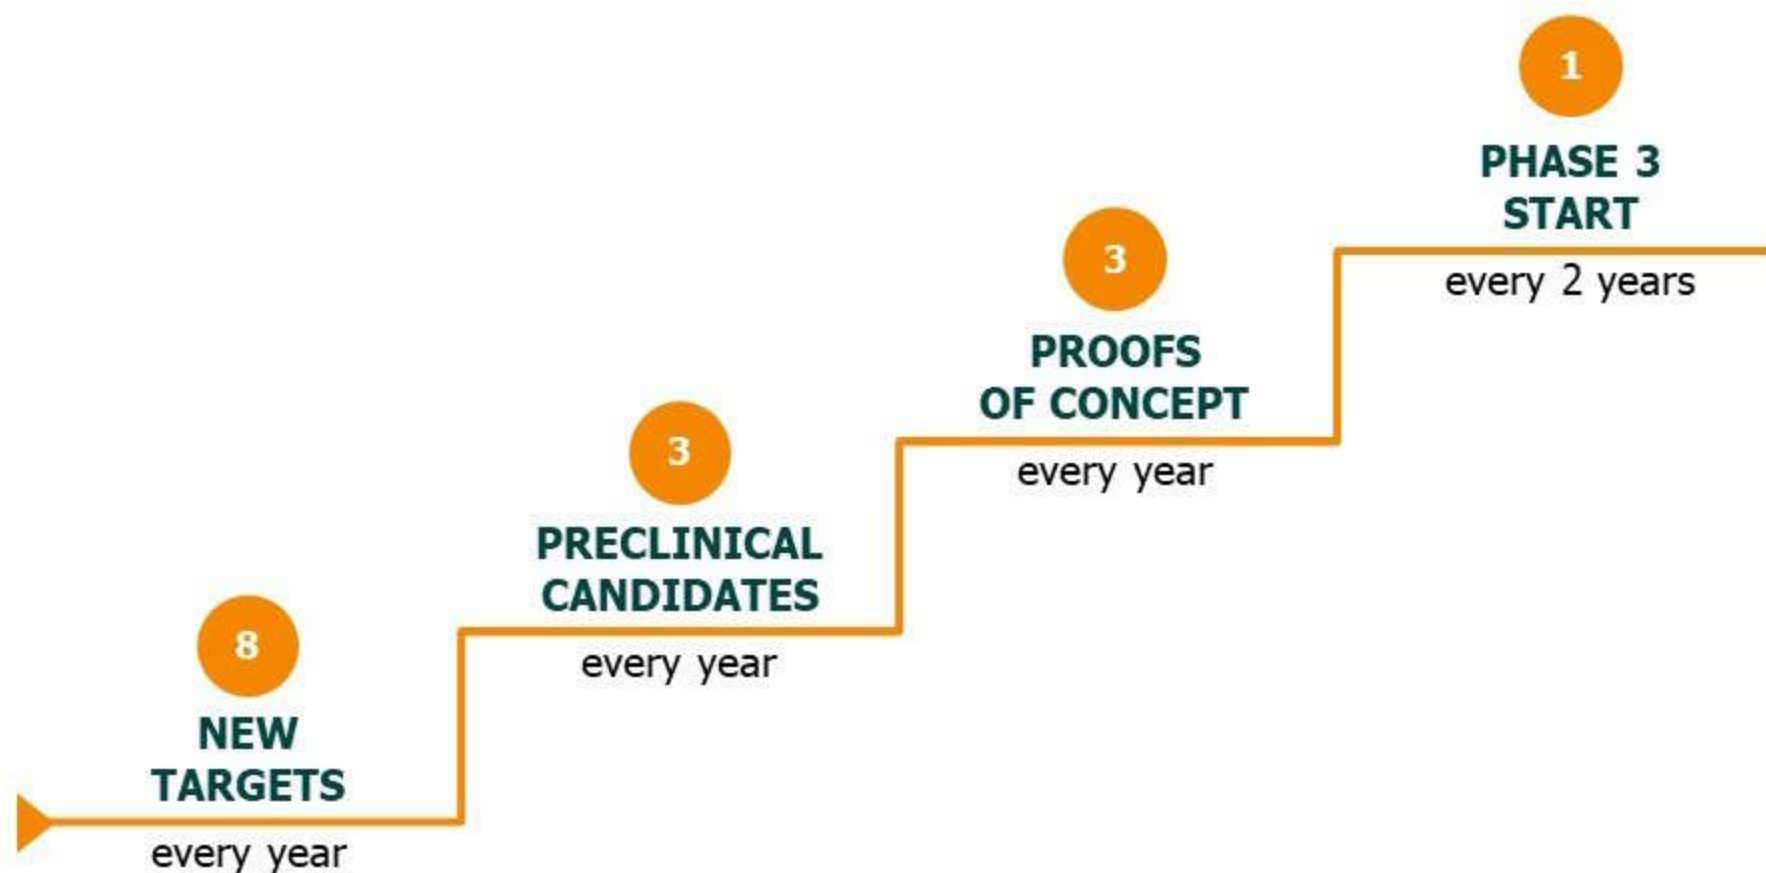 8
NEW
TARGETS
every year
3
PRECLINICAL
CANDIDATES
every year
3
PROOFS
OF CONCEPT
every year
1
PHASE 3
START
every 2 years